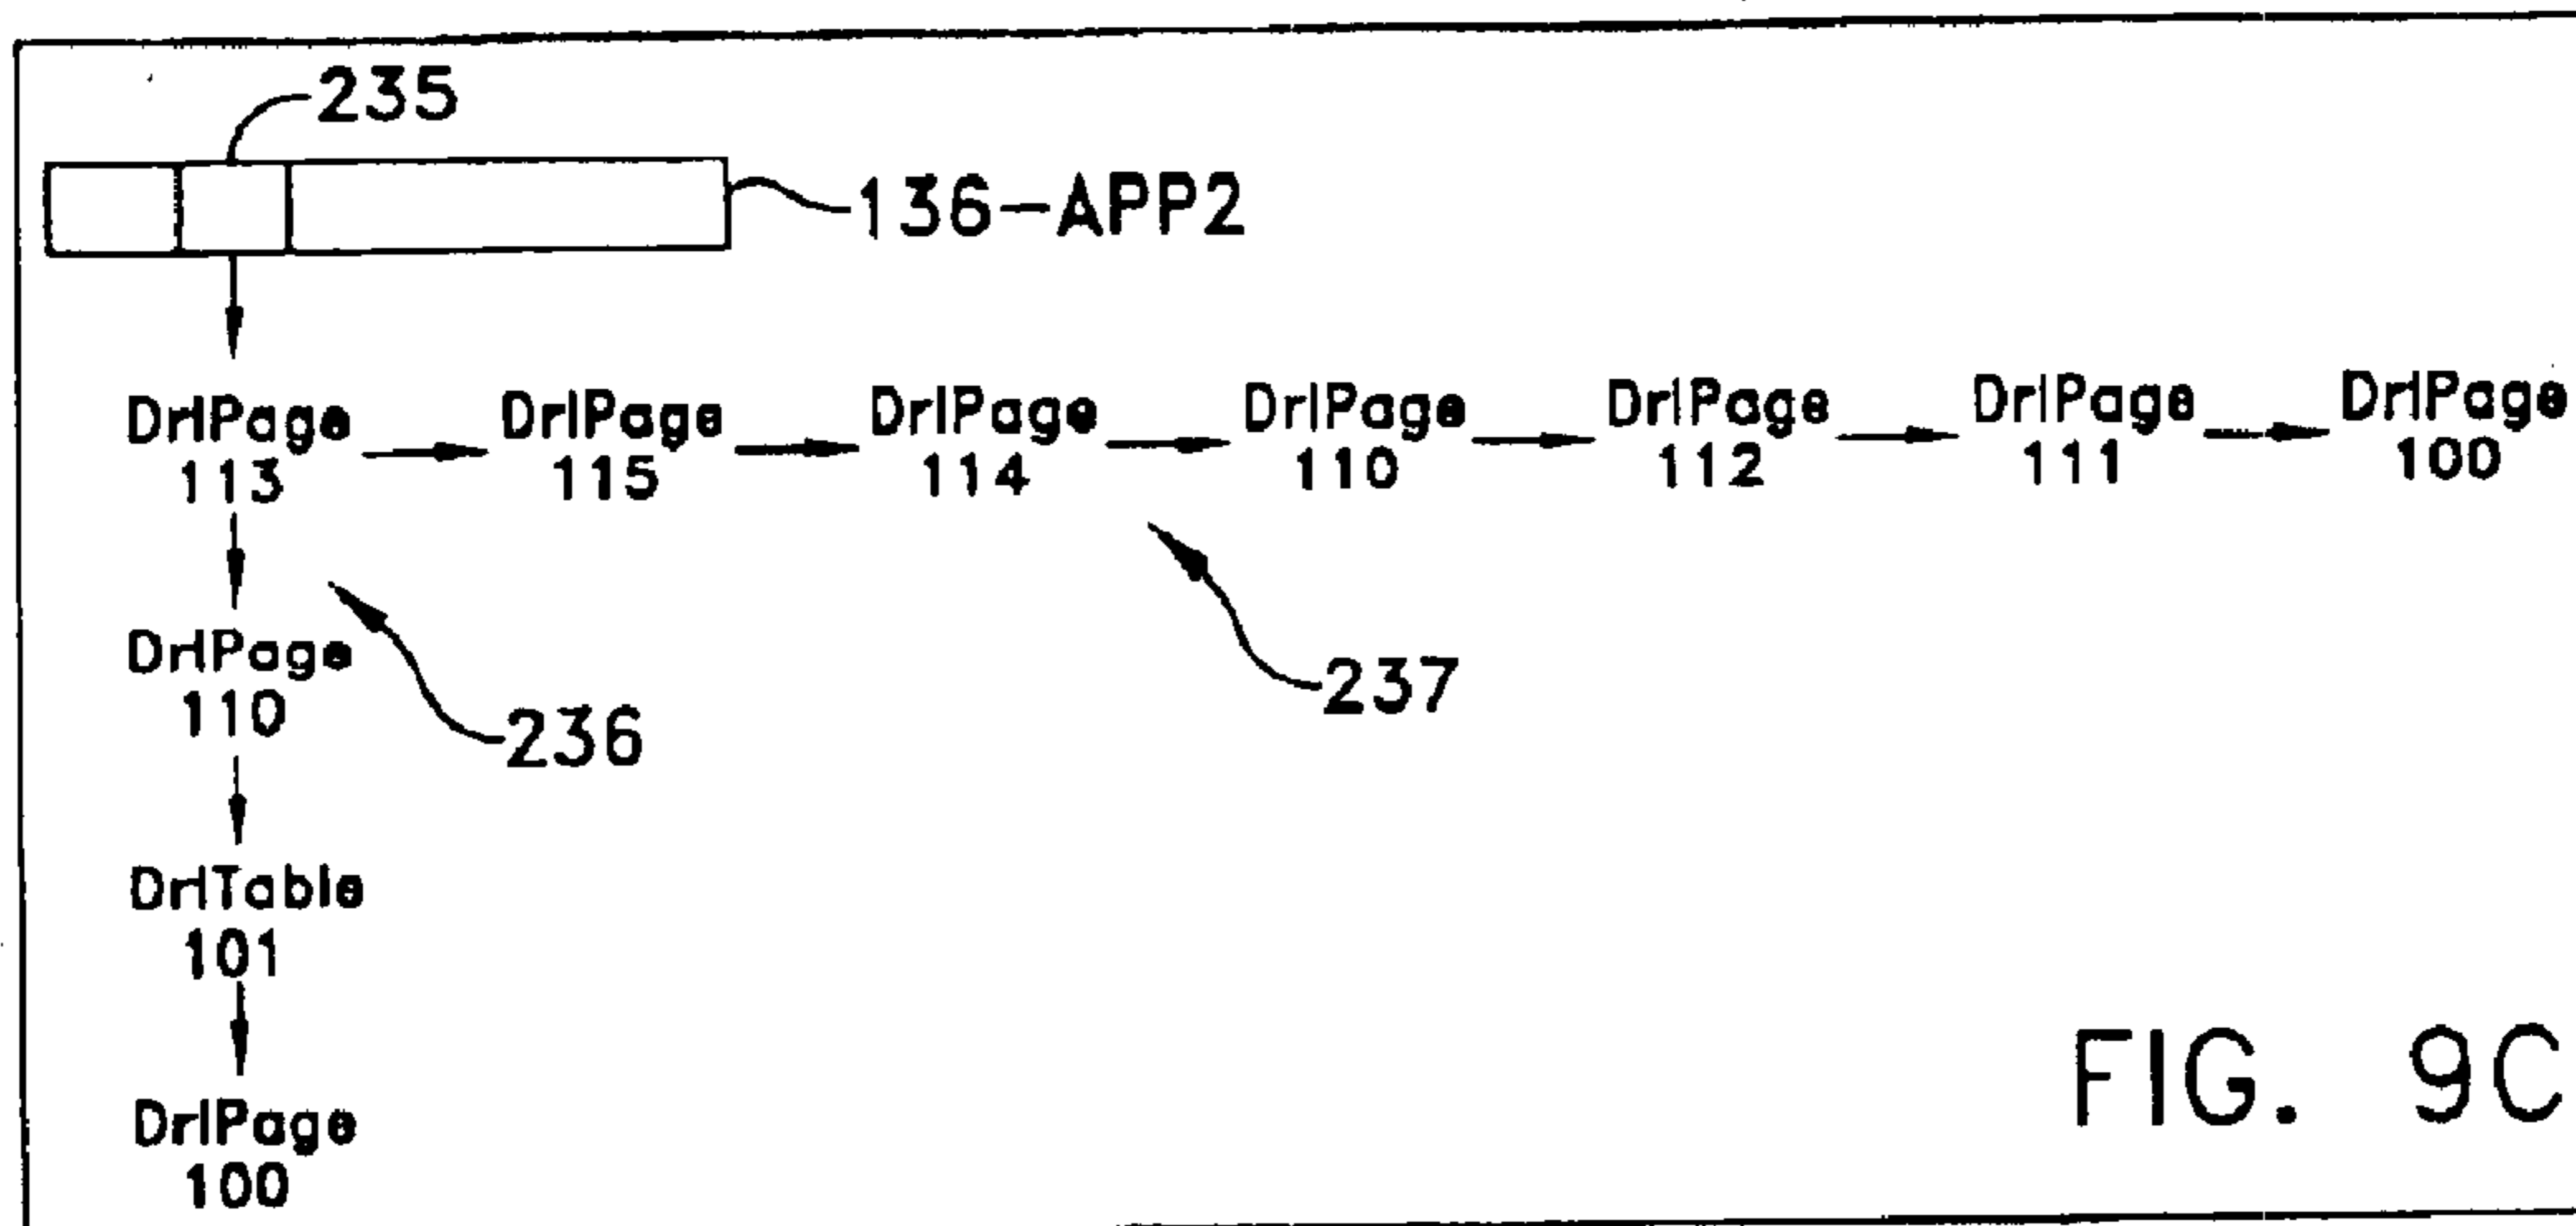 235
136-APP2
DrlPage DrlPage DrlPage DrlPage DrlPage DrlPage DrlPage
113 115 114 110 112 111 100
DrlPage
110
236
237
DrlTable
101
DrlPage
100
FIG. 9C